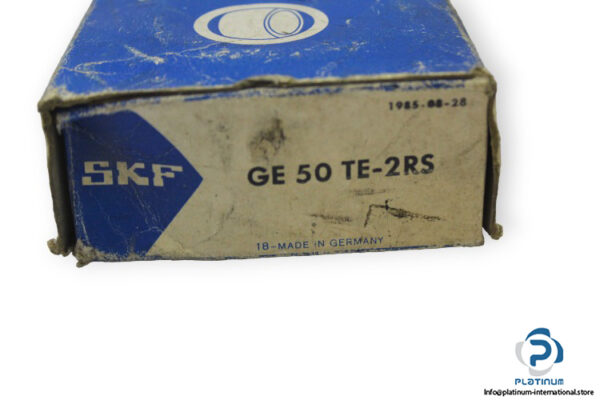 1985-08-28
SKF
GE 50 TE-2RS
18-MADE IN GERMANY
PLATINUM
Info@platinum-international.store